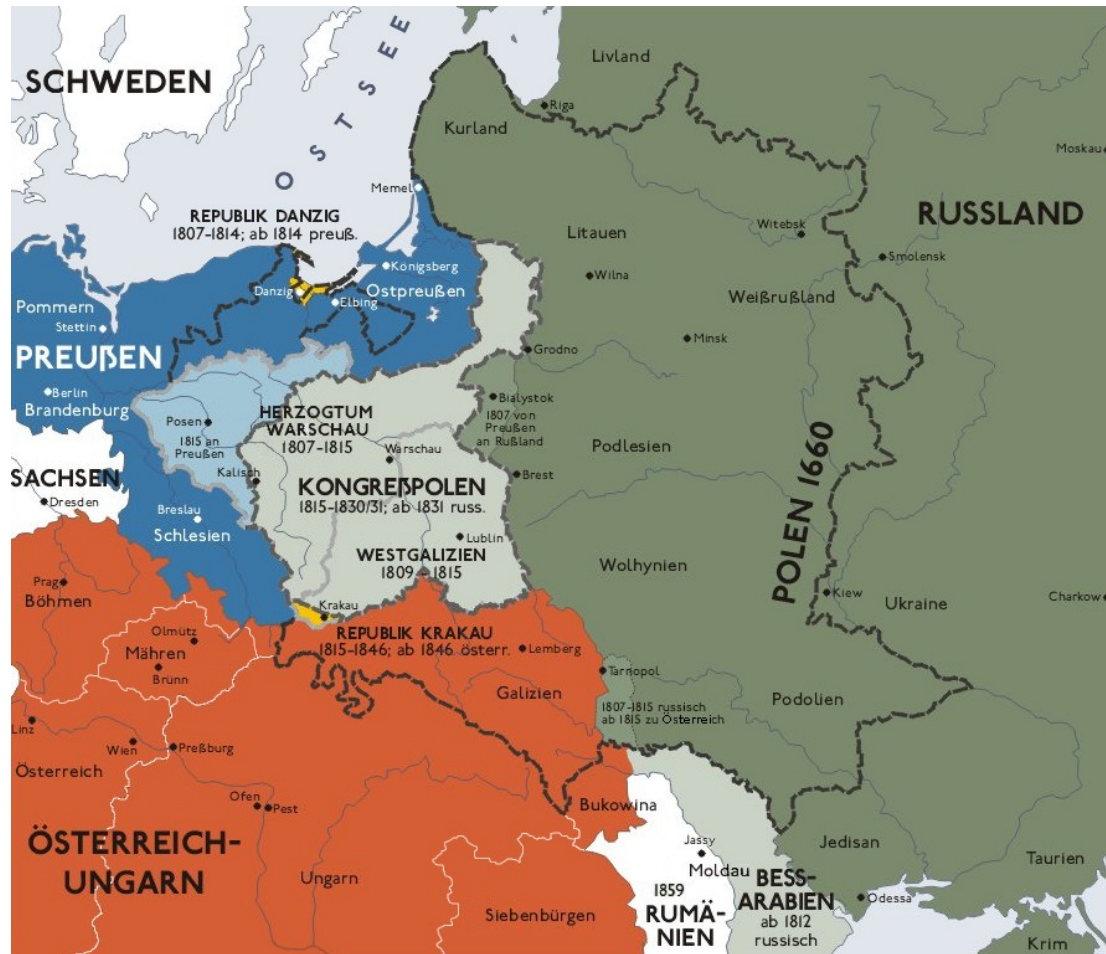 SCHWEDEN
OSTSEE
Livland
Riga
Kurland
Moskau
Memel
REPUBLIK DANZIG
1807-1814; ab 1814 preuß.
Litauen
Witebsk
RUSSLAND
Smolensk
Königsberg
Wilna
Danzig
Ostpreußen
Elbing
Weißrußland
Pommern
Stettin
Minsk
PREUßEN
Grodno
Berlin
Brandenburg
Bialystok
1807 von
Preußen
an Rußland
HERZOGTUM
WARSCHAU
1807-1815
Posen
1815 an
Preußen
Podlesien
Warschau
POLEN 1660
SACHSEN
Kalisch
Brest
Dresden
KONGREßPOLEN
1815-1830/31; ab 1831 russ.
Breslau
Schlesien
Lublin
WESTGALIZIEN
1809 - 1815
Wolhynien
Prag
Böhmen
Kiew
Ukraine
Charkow
Krakau
REPUBLIK KRAKAU
1815-1846; ab 1846 österr.
Olmütz
Mähren
Brünn
Lemberg
Tarnopol
Galizien
Podolien
1807-1815 russisch
ab 1815 zu Österreich
Linz
Wien
Preßburg
Österreich
Ofen
Pest
Bukowina
ÖSTERREICH-
UNGARN
Ungarn
Jassy
Moldau
Jedisan
Taurien
BESS-
ARABIEN
ab 1812
russisch
1859
RUMÄ-
NIEN
Odessa
Siebenbürgen
Krim